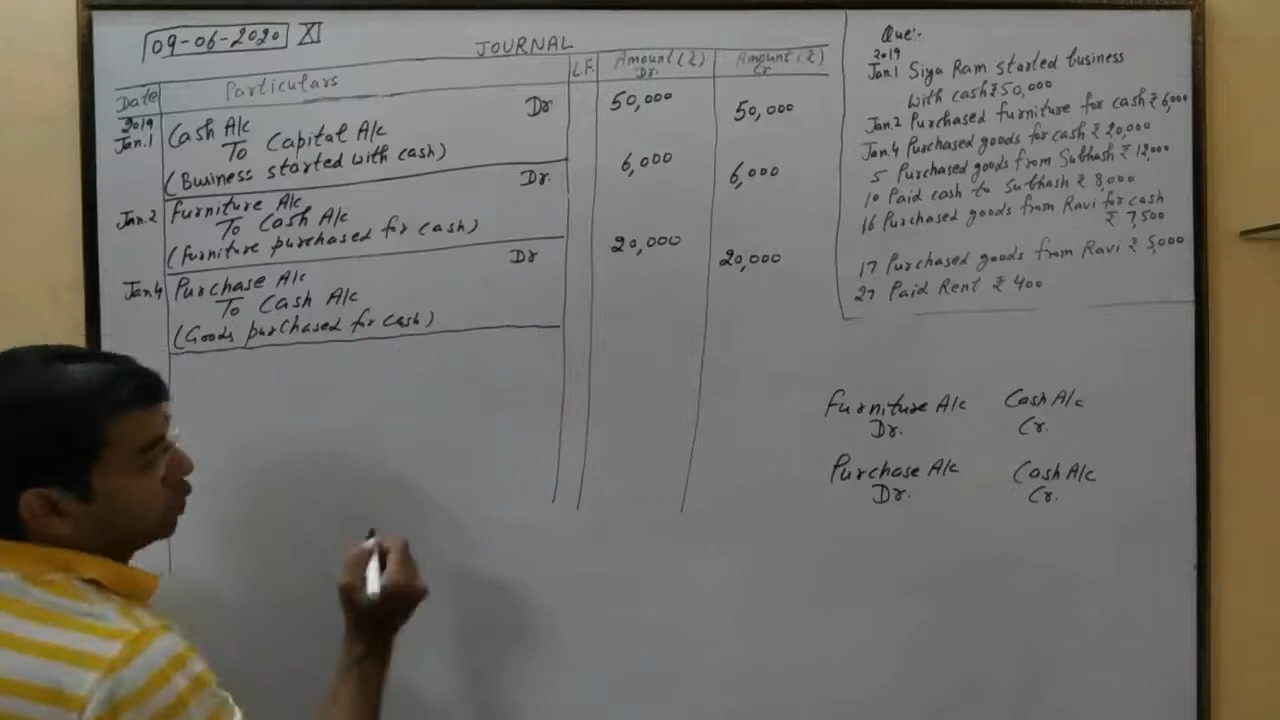 09-06-2020 XI
JOURNAL
Date Particulars L.F. Amount (₹) Dr. Amount (₹) Cr
2019
Jan.1 Cash A/c Dr 50,000
To Capital A/c 50,000
(Business started with cash)
Jan.2 Furniture A/c Dr. 6,000
To Cash A/c 6,000
(Furniture purchased for cash)
Jan.4 Purchase A/c Dr 20,000
To Cash A/c 20,000
(Goods purchased for cash)
Que:-
2019
Jan.1 Siya Ram started business
with cash ₹ 50,000
Jan.2 Purchased furniture for cash ₹ 6,000
Jan.4 Purchased goods for cash ₹ 20,000
5 Purchased goods from Subhash ₹ 12,000
10 Paid cash to Subhash ₹ 8,000
16 Purchased goods from Ravi for cash
₹ 7,500
17 Purchased goods from Ravi ₹ 5,000
27 Paid Rent ₹ 400
Furniture A/c Cash A/c
Dr. Cr.
Purchase A/c Cash A/c
Dr. Cr.